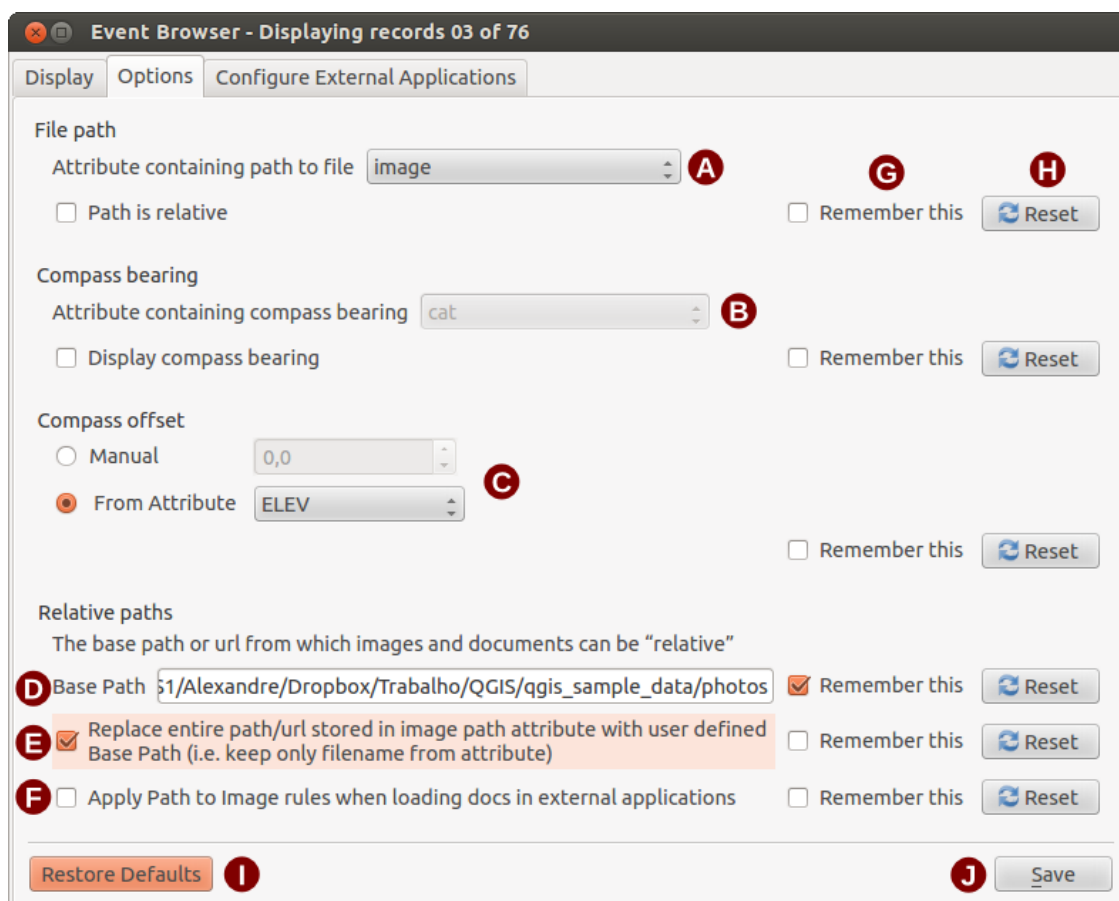 Event Browser - Displaying records 03 of 76
Display Options Configure External Applications
File path
Attribute containing path to file image A
G H
Path is relative Remember this Reset
Compass bearing
Attribute containing compass bearing cat B
Display compass bearing Remember this Reset
Compass offset
Manual 0,0
C
From Attribute ELEV
Remember this Reset
Relative paths
The base path or url from which images and documents can be “relative”
D Base Path 51/Alexandre/Dropbox/Trabalho/QGIS/qgis_sample_data/photos Remember this Reset
E Replace entire path/url stored in image path attribute with user defined
Base Path (i.e. keep only filename from attribute) Remember this Reset
F Apply Path to Image rules when loading docs in external applications Remember this Reset
Restore Defaults I J Save